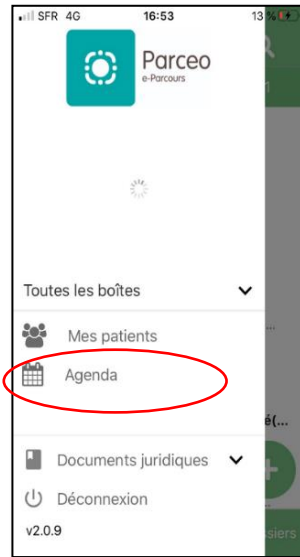 SFR 4G 16:53 13 %
Parceo
e-Parcours
Toutes les boîtes
Mes patients
Agenda
é(...
Documents juridiques
Déconnexion
v2.0.9
siers